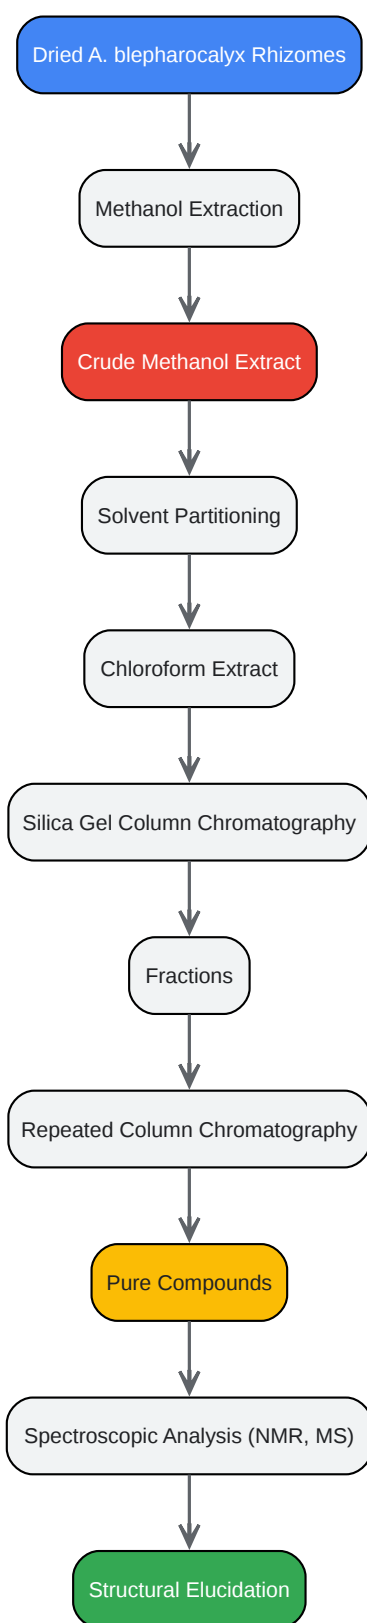 Dried A. blepharocalyx Rhizomes
Methanol Extraction
Crude Methanol Extract
Solvent Partitioning
Chloroform Extract
Silica Gel Column Chromatography
Fractions
Repeated Column Chromatography
Pure Compounds
Spectroscopic Analysis (NMR, MS)
Structural Elucidation